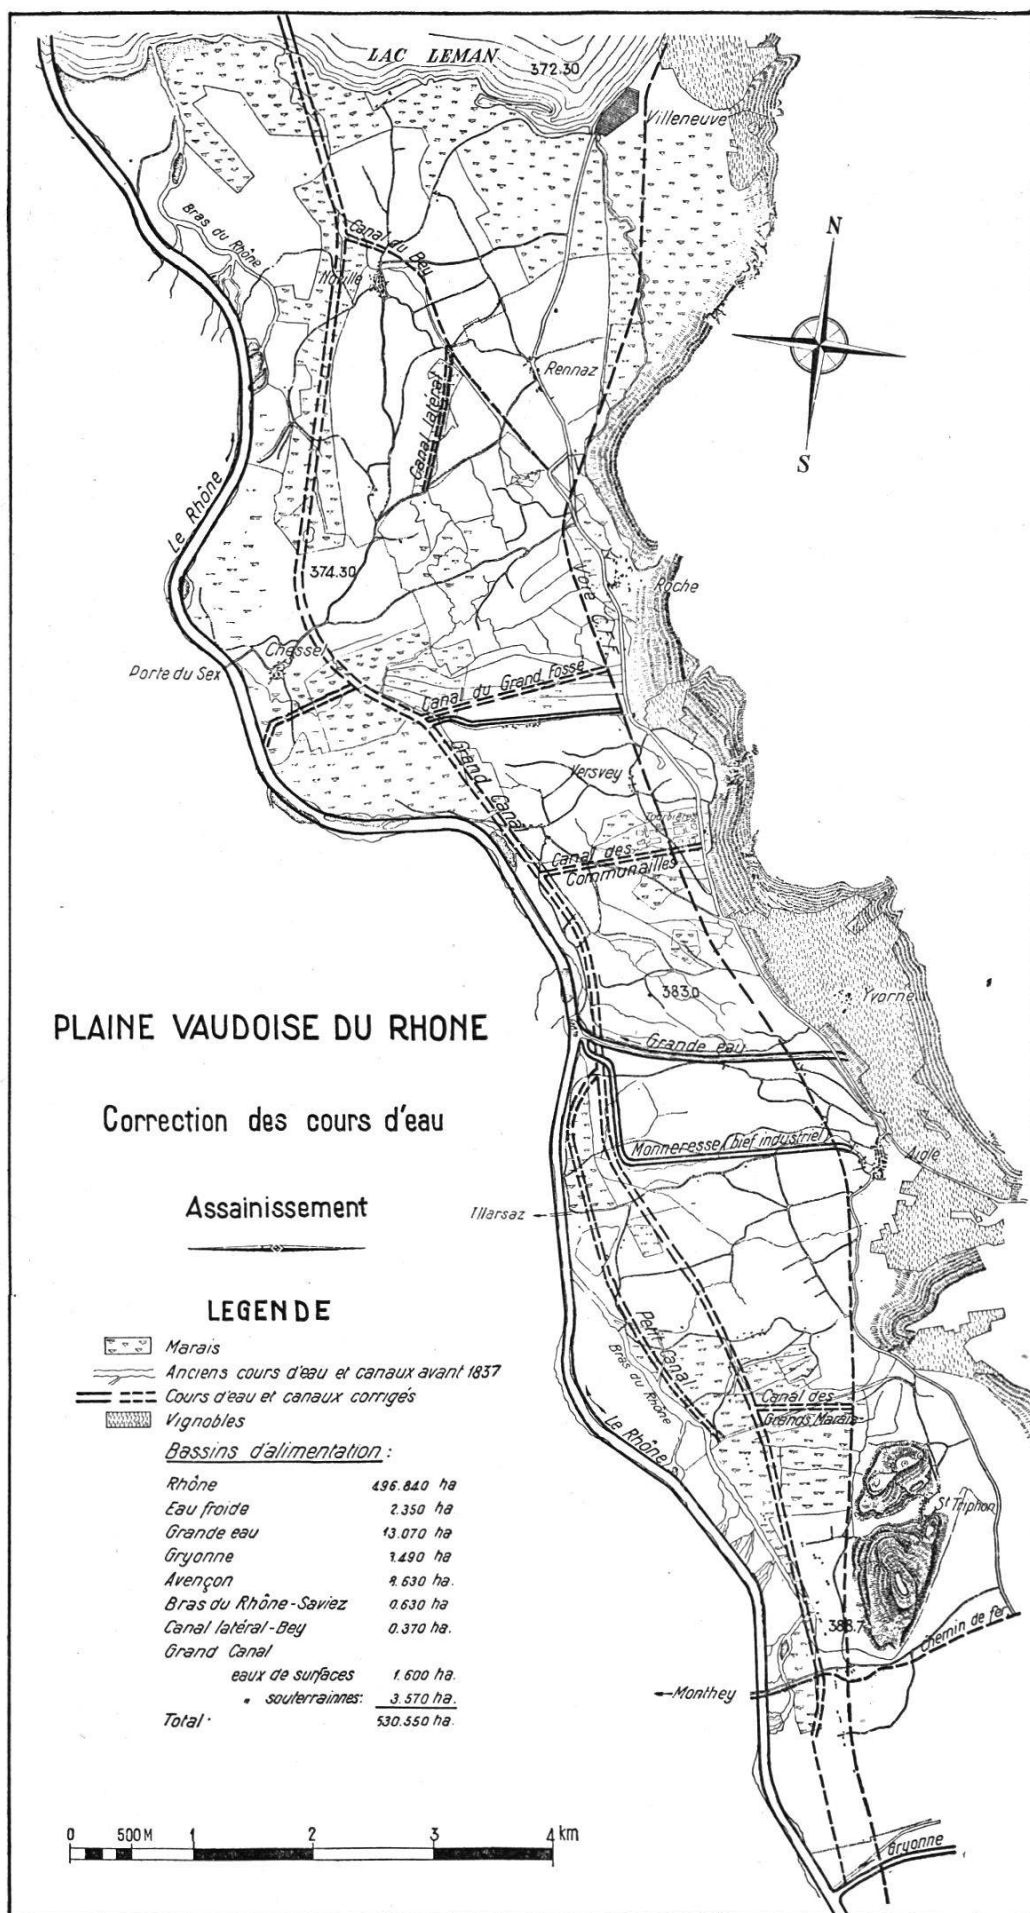 LAC LEMAN
372.30
Villeneuve
Bras du Rhône
Canal du Bey
Noville
N
S
Rennaz
Canal latéral
Le Rhône
374.30
Voie C.F.F.
Roche
Chessel
Porte du Sex
Canal du Grand Fossé
Grand Canal
Versvey
Tourbières
Canal des
Communailles
383.0
Yvorne
PLAINE VAUDOISE DU RHONE
Grande eau
Correction des cours d'eau
Monneresse (bief industriel)
Aigle
Assainissement
Illarsaz
LEGENDE
Marais
Anciens cours d'eau et canaux avant 1837
Cours d'eau et canaux corrigés
Vignobles
Petit Canal
Bras du Rhône
Canal des
Grands Marais
Le Rhône
St Triphon
Bassins d'alimentation :
Rhône 496.840 ha
Eau froide 2.350 ha
Grande eau 13.070 ha
Gryonne 3.490 ha
Avençon 8.630 ha.
Bras du Rhône-Saviez 0.630 ha
Canal latéral-Bey 0.370 ha.
Grand Canal
eaux de surfaces 1.600 ha.
" souterrainnes: 3.570 ha.
Total 530.550 ha.
388.7
Chemin de fer
Monthey
0 500 M 1 2 3 4 km
Gryonne